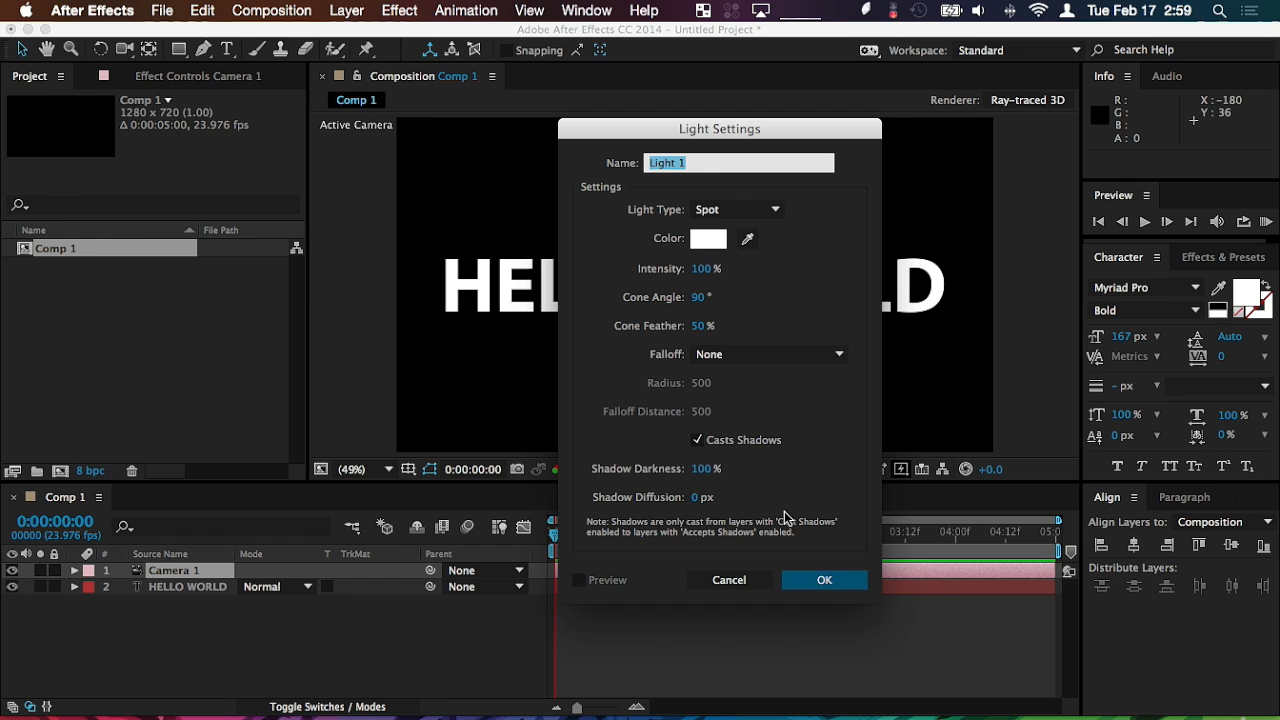 After Effects File Edit Composition Layer Effect Animation View Window Help Tue Feb 17 2:59
Adobe After Effects CC 2014 – Untitled Project *
Snapping Workspace: Standard Search Help
Project Effect Controls Camera 1 Composition Comp 1 Info Audio
Comp 1
1280 x 720 (1.00)
Δ 0:00:05:00, 23.976 fps
Comp 1 Renderer: Ray-traced 3D
Active Camera
R: X: -180
G: Y: 36
B:
A: 0
Light Settings
Name: Light 1
Settings
Light Type: Spot
Color:
Intensity: 100 %
Cone Angle: 90 °
Cone Feather: 50 %
Falloff: None
Radius: 500
Falloff Distance: 500
Casts Shadows
Shadow Darkness: 100 %
Shadow Diffusion: 0 px
Note: Shadows are only cast from layers with 'Cast Shadows'
enabled to layers with 'Accepts Shadows' enabled.
Preview Cancel OK
Name File Path
Comp 1
8 bpc
(49%) 0:00:00:00 +0.0
Preview
Character Effects & Presets
Myriad Pro
Bold
167 px Auto
Metrics 0
– px
100 % 100 %
0 px 0 %
T T TT Tr T¹ T₁
Comp 1
0:00:00:00
00000 (23.976 fps)
03:12f 04:00f 04:12f 05:0
# Source Name Mode T TrkMat Parent
1 Camera 1 None
2 T HELLO WORLD Normal None
Toggle Switches / Modes
Align Paragraph
Align Layers to: Composition
Distribute Layers: